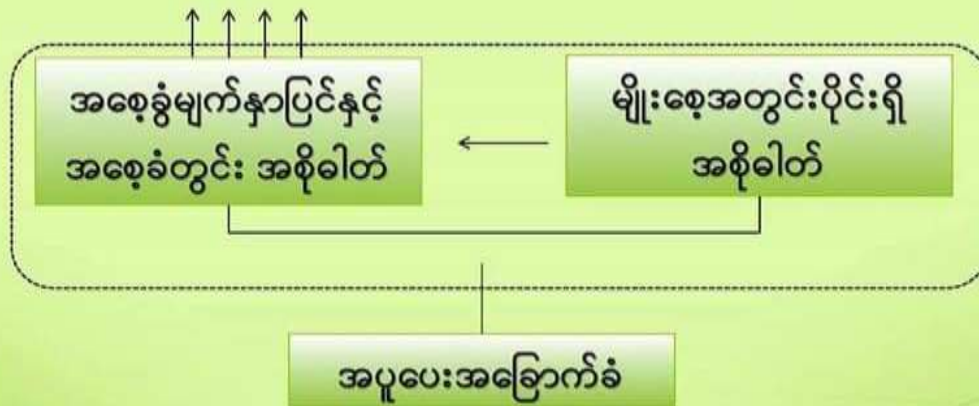 အစေ့ခွံမျက်နှာပြင်နှင့်
အစေ့ခံတွင်း အစိုဓါတ်
မျိုးစေ့အတွင်းပိုင်းရှိ
အစိုဓါတ်
အပူပေးအခြောက်ခံ